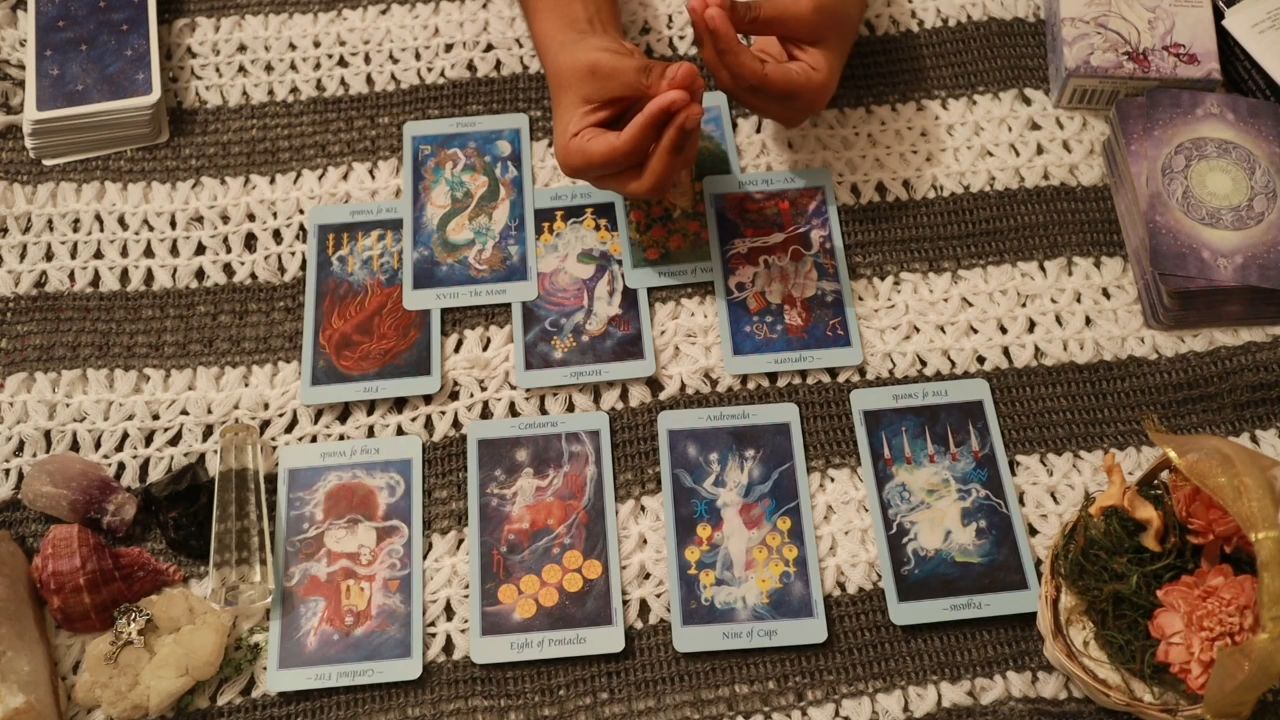 – Pisces –
XVIII – The Moon
Ten of Wands
– Fire –
Six of Cups
– Hercules –
Princess of Wa
XV – The Devil
– Capricorn –
King of Wands
– Cardinal Fire –
– Centaurus –
Eight of Pentacles
– Andromeda –
Nine of Cups
Five of Swords
– Pegasus –